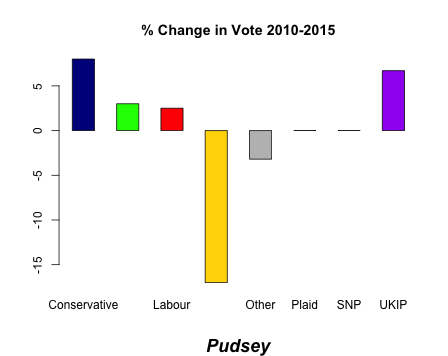 % Change in Vote 2010-2015
5
0
-5
-10
-15
Conservative Labour Other Plaid SNP UKIP
Pudsey